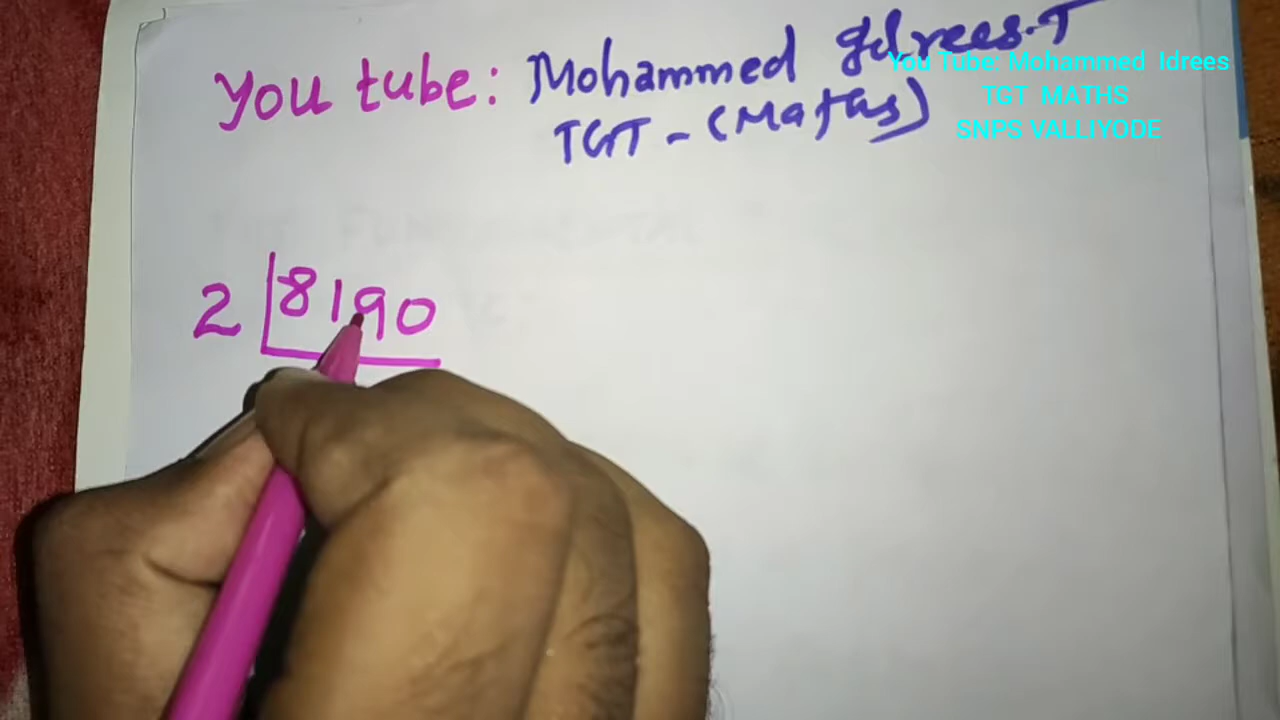 You tube: Mohammed Idrees.T
TGT - (Maths)
You Tube: Mohammed Idrees
TGT MATHS
SNPS VALLIYODE
2 8190